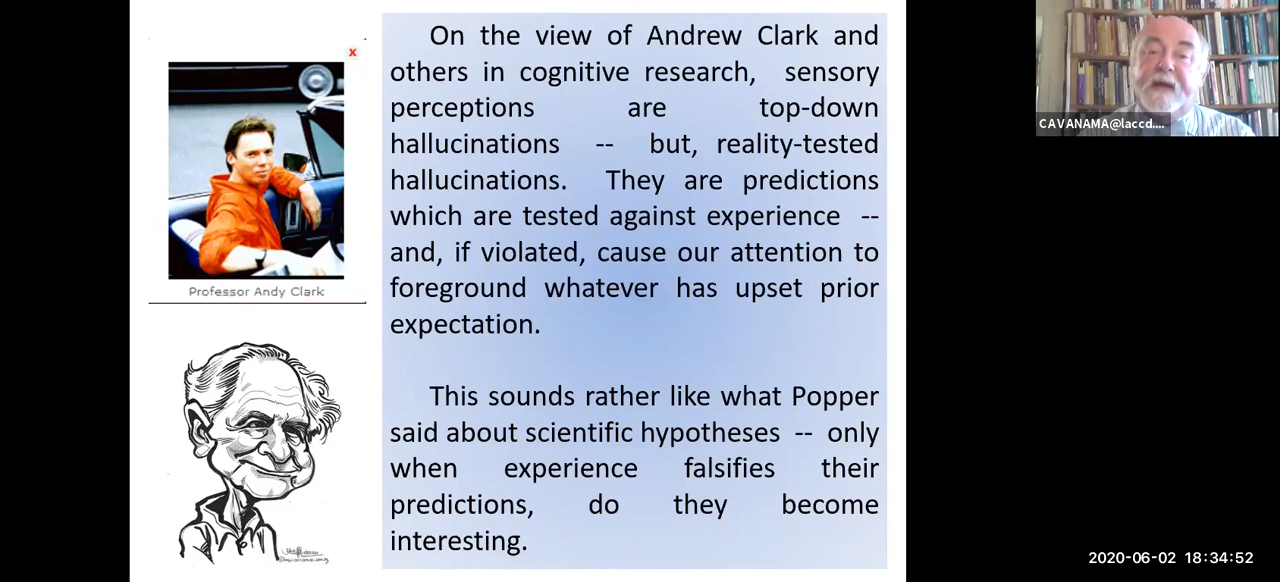 x
Professor Andy Clark
On the view of Andrew Clark and
others in cognitive research, sensory
perceptions are top-down
hallucinations -- but, reality-tested
hallucinations. They are predictions
which are tested against experience --
and, if violated, cause our attention to
foreground whatever has upset prior
expectation.
This sounds rather like what Popper
said about scientific hypotheses -- only
when experience falsifies their
predictions, do they become
interesting.
CAVANAMA@laccd....
2020-06-02 18:34:52